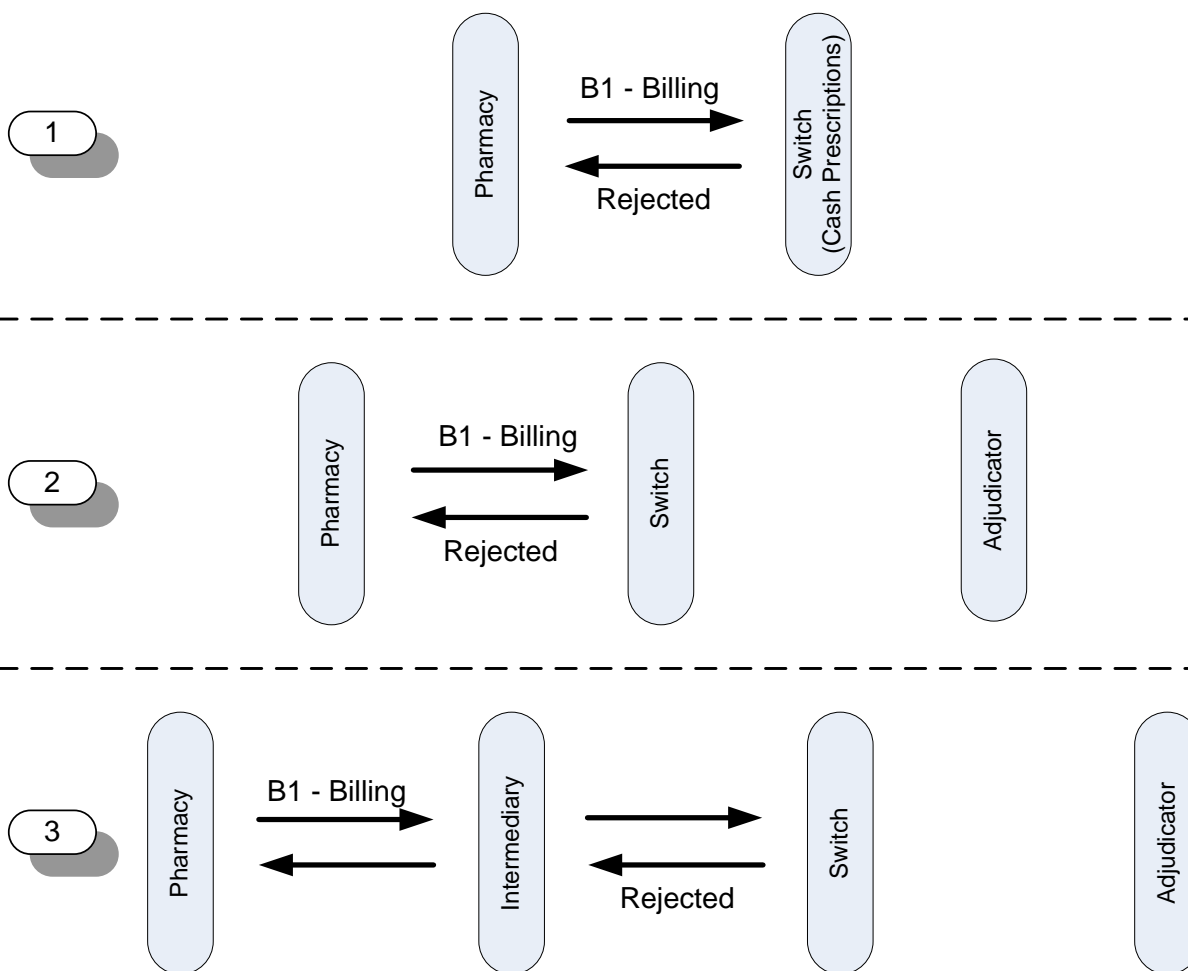 1
Pharmacy
B1 - Billing
Rejected
Switch
(Cash Prescriptions)
2
Pharmacy
B1 - Billing
Rejected
Switch
Adjudicator
3
Pharmacy
B1 - Billing
Intermediary
Rejected
Switch
Adjudicator